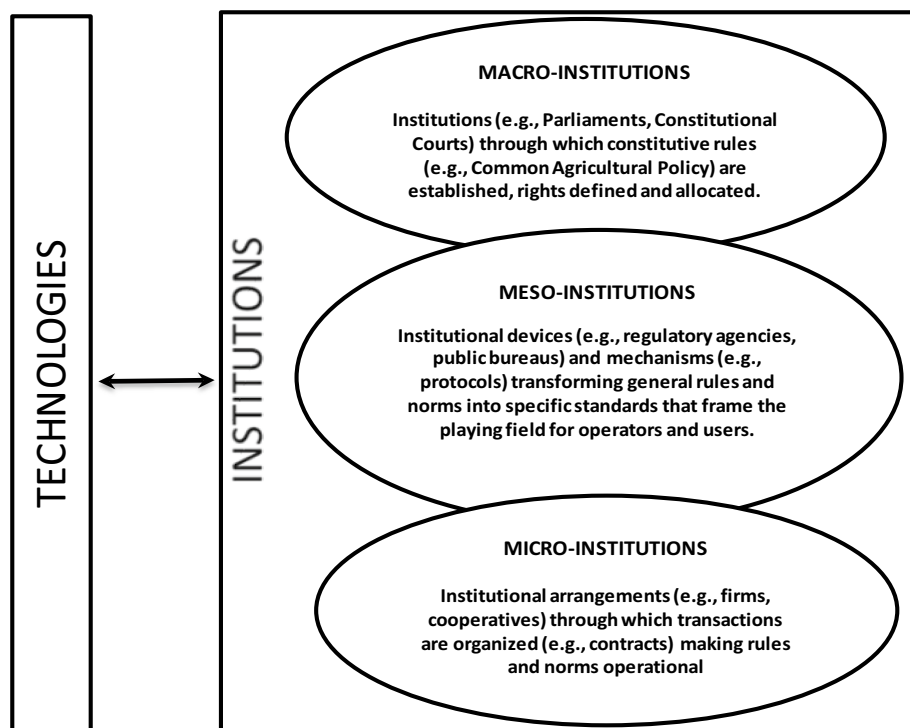 TECHNOLOGIES
INSTITUTIONS
MACRO-INSTITUTIONS
Institutions (e.g., Parliaments, Constitutional
Courts) through which constitutive rules
(e.g., Common Agricultural Policy) are
established, rights defined and allocated.
MESO-INSTITUTIONS
Institutional devices (e.g., regulatory agencies,
public bureaus) and mechanisms (e.g.,
protocols) transforming general rules and
norms into specific standards that frame the
playing field for operators and users.
MICRO-INSTITUTIONS
Institutional arrangements (e.g., firms,
cooperatives) through which transactions
are organized (e.g., contracts) making rules
and norms operational